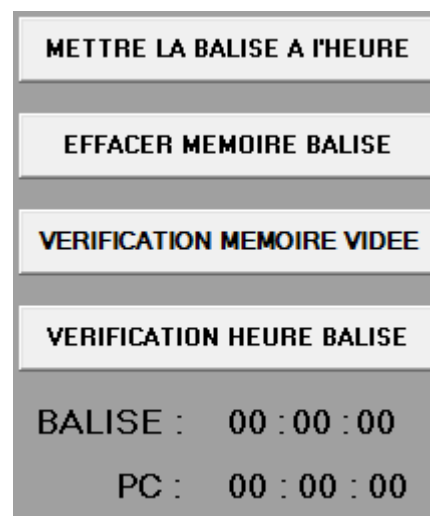 METTRE LA BALISE A l'HEURE
EFFACER MEMOIRE BALISE
VERIFICATION MEMOIRE VIDEE
VERIFICATION HEURE BALISE
BALISE : 00 : 00 : 00
PC : 00 : 00 : 00